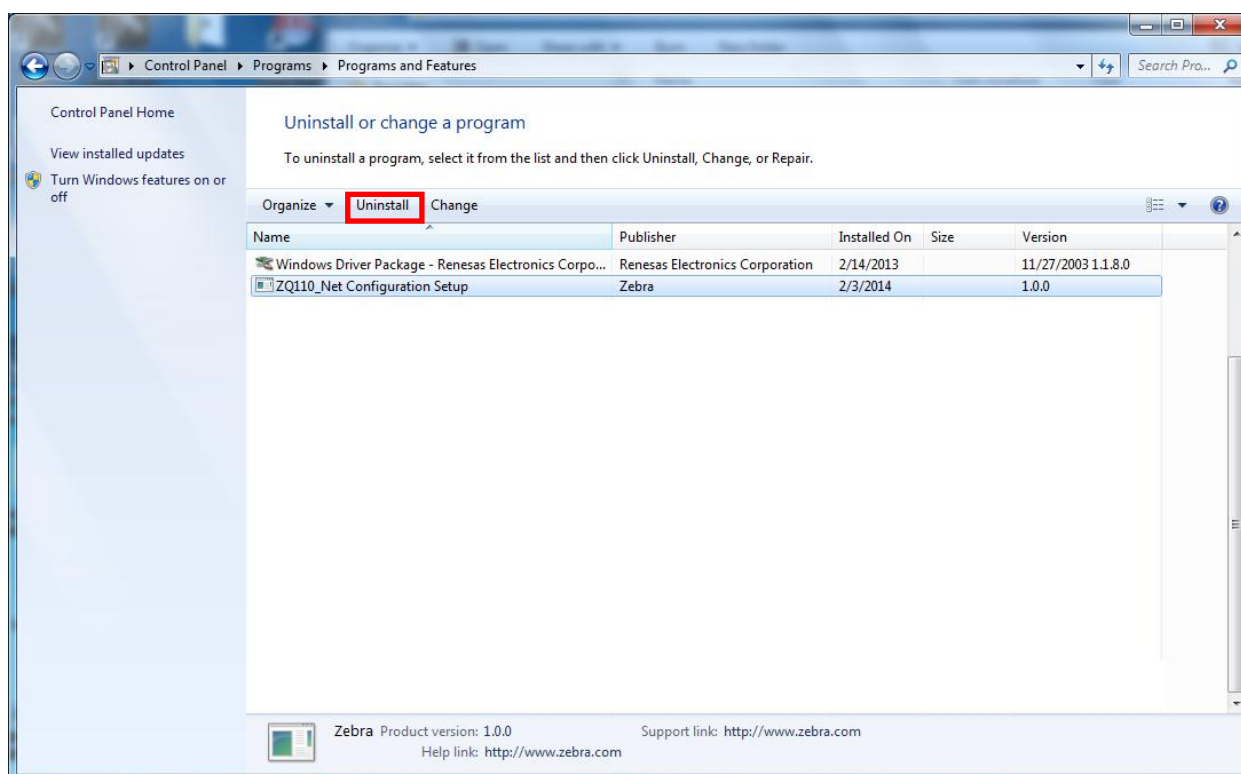 Control Panel Programs Programs and Features Search Pro...
Control Panel Home
View installed updates
Turn Windows features on or
off
Uninstall or change a program
To uninstall a program, select it from the list and then click Uninstall, Change, or Repair.
Organize Uninstall Change
Name Publisher Installed On Size Version
Windows Driver Package - Renesas Electronics Corpo... Renesas Electronics Corporation 2/14/2013 11/27/2003 1.1.8.0
ZQ110_Net Configuration Setup Zebra 2/3/2014 1.0.0
Zebra Product version: 1.0.0 Support link: http://www.zebra.com
Help link: http://www.zebra.com